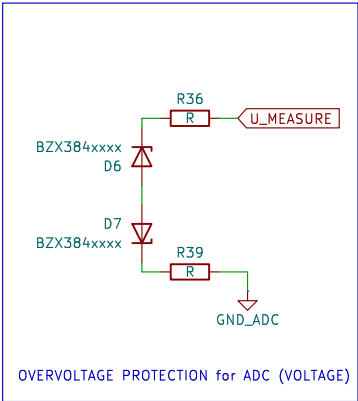 R36
R
U_MEASURE
BZX384xxxx
D6
D7
BZX384xxxx
R39
R
GND_ADC
OVERVOLTAGE PROTECTION for ADC (VOLTAGE)